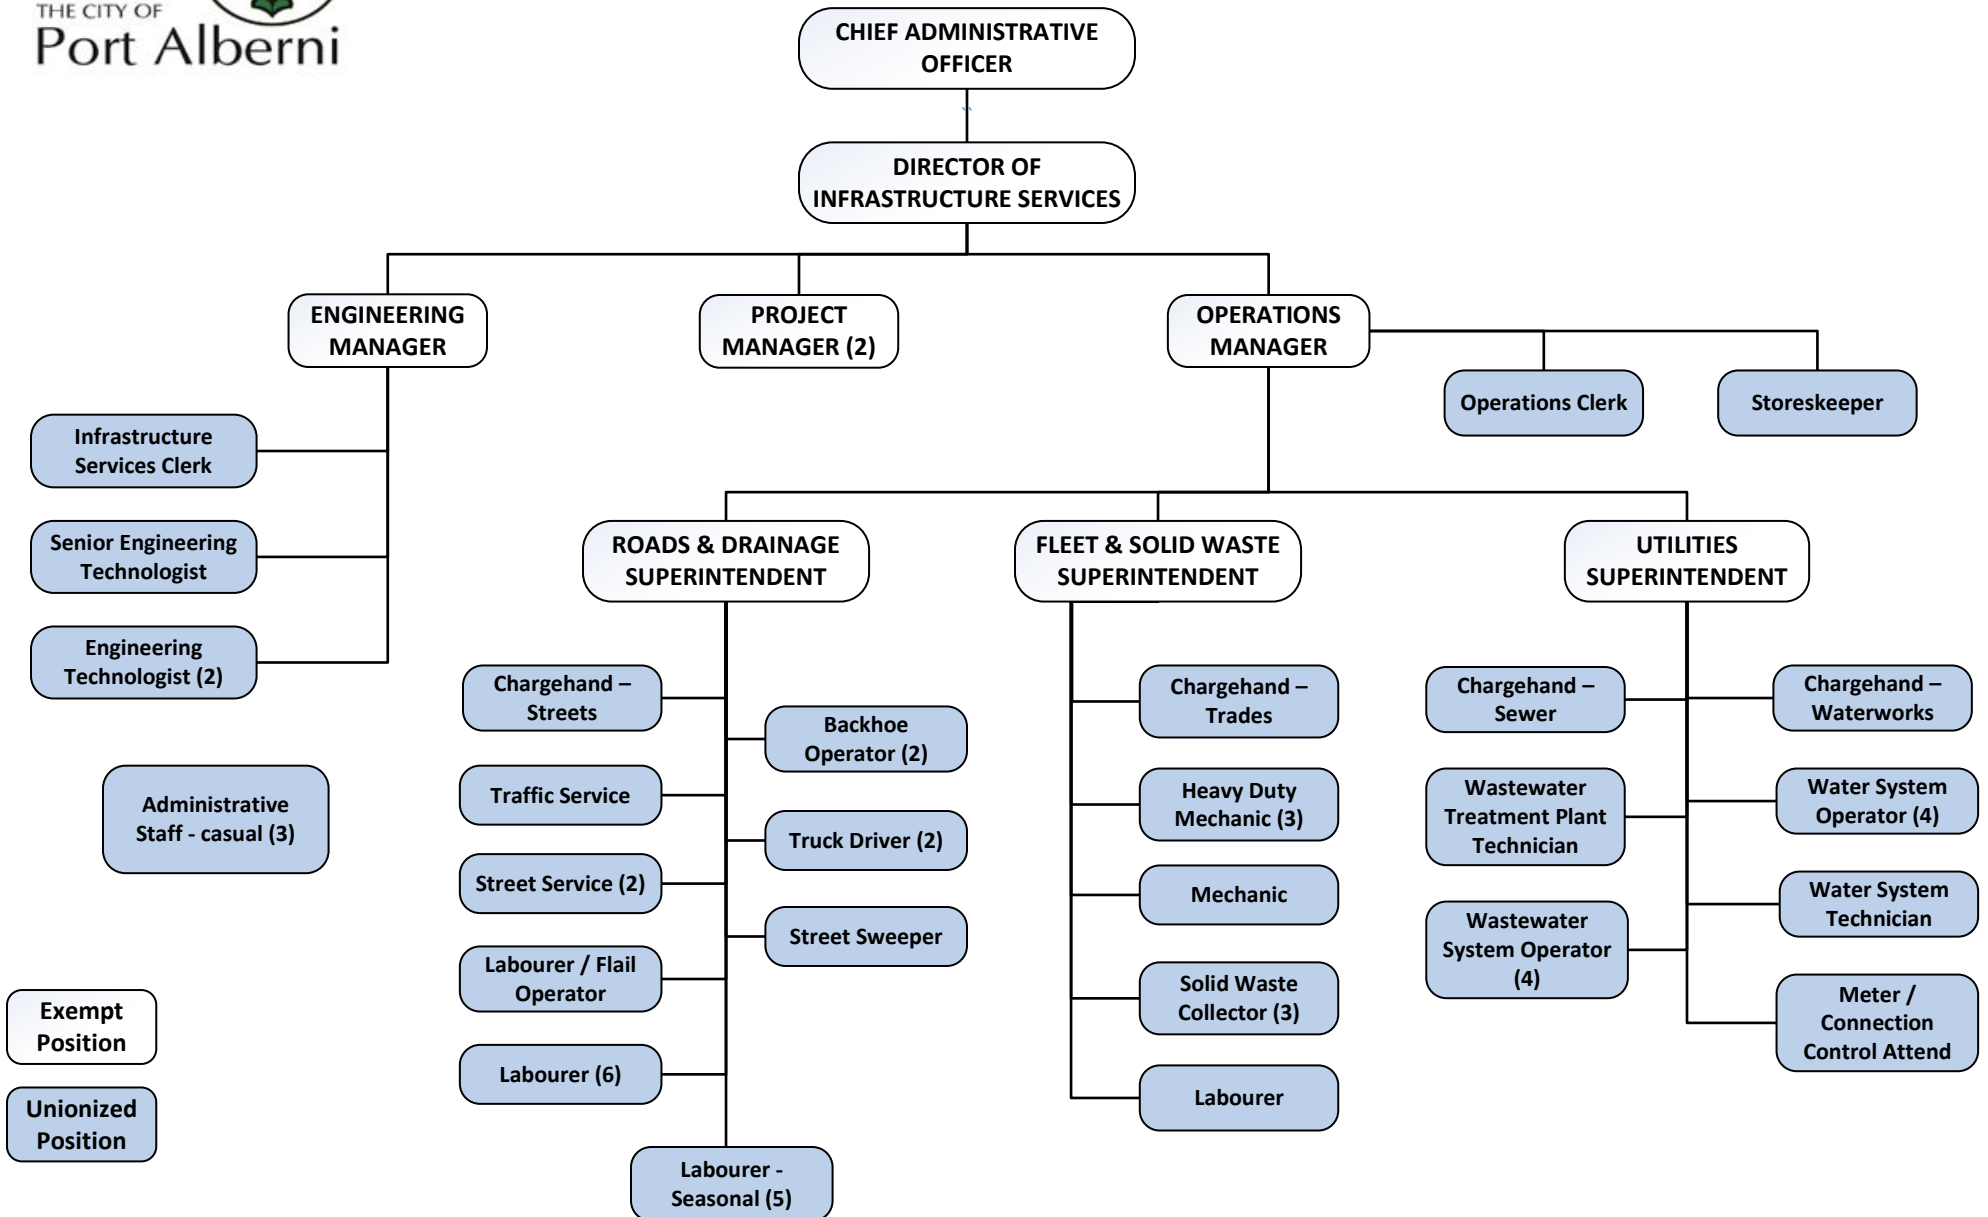 THE CITY OF
Port Alberni
CHIEF ADMINISTRATIVE
OFFICER
DIRECTOR OF
INFRASTRUCTURE SERVICES
ENGINEERING
MANAGER
PROJECT
MANAGER (2)
OPERATIONS
MANAGER
Operations Clerk
Storeskeeper
Infrastructure
Services Clerk
Senior Engineering
Technologist
Engineering
Technologist (2)
Administrative
Staff - casual (3)
ROADS & DRAINAGE
SUPERINTENDENT
FLEET & SOLID WASTE
SUPERINTENDENT
UTILITIES
SUPERINTENDENT
Chargehand –
Streets
Traffic Service
Street Service (2)
Labourer / Flail
Operator
Labourer (6)
Backhoe
Operator (2)
Truck Driver (2)
Street Sweeper
Labourer -
Seasonal (5)
Chargehand –
Trades
Heavy Duty
Mechanic (3)
Mechanic
Solid Waste
Collector (3)
Labourer
Chargehand –
Sewer
Wastewater
Treatment Plant
Technician
Wastewater
System Operator
(4)
Chargehand –
Waterworks
Water System
Operator (4)
Water System
Technician
Meter /
Connection
Control Attend
Exempt
Position
Unionized
Position